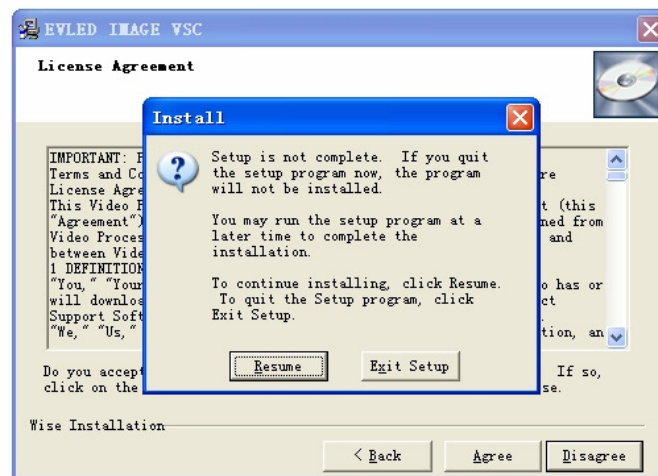 EVLED IMAGE VSC
License Agreement
Install
Setup is not complete.  If you quit
the setup program now, the program
will not be installed.
You may run the setup program at a
later time to complete the
installation.
To continue installing, click Resume.
To quit the Setup program, click
Exit Setup.
Resume
Exit Setup
IMPORTANT:
Terms and
re
License Agre
This Video
t (this
"Agreement")
ned from
Video Proces
and
between Vide
1 DEFINITION
"You," "Your
o has or
will downloa
ct
Support Soft
"We," "Us,"
tion, an
Do you accept
If so,
click on the
se.
Wise Installation
< Back
Agree
Disagree